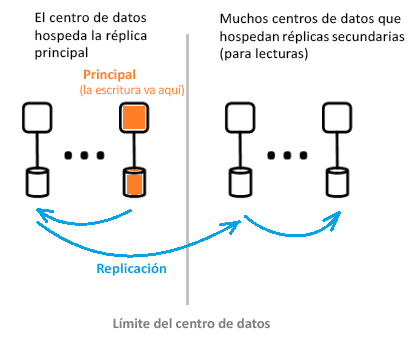 El centro de datos
hospeda la réplica
principal
Muchos centros de datos que
hospedan réplicas secundarias
(para lecturas)
Principal
(la escritura va aquí)
Replicación
Límite del centro de datos